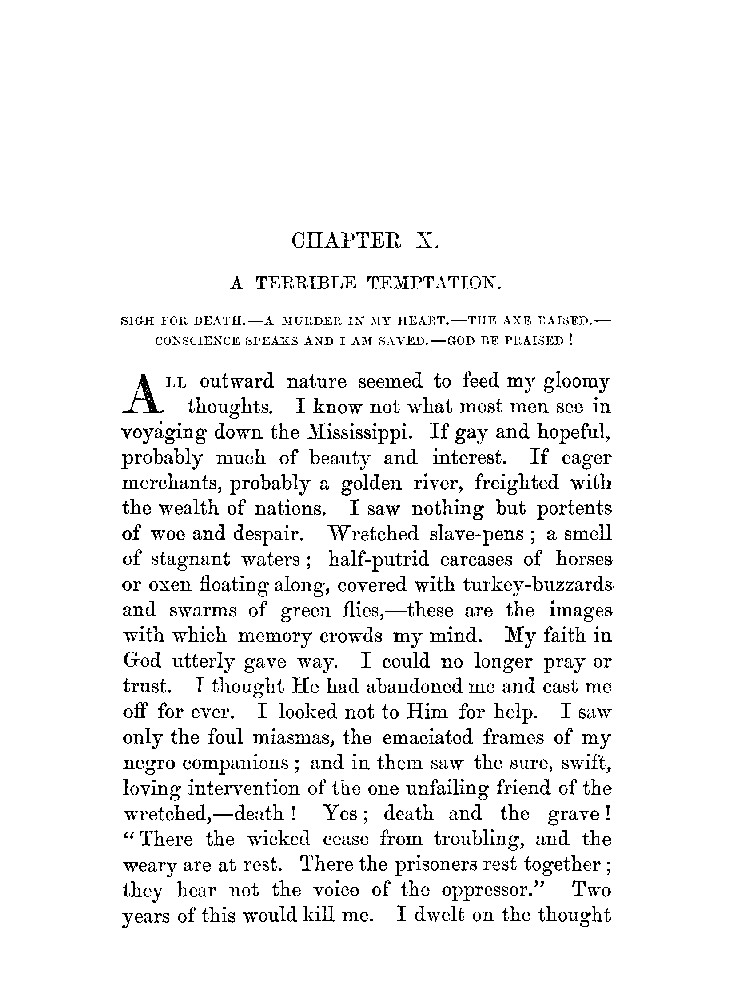 CHAPTER X.
A TERRIBLE TEMPTATION.
SIGH FOR DEATH.—A MURDER IN MY HEART.—THE AXE RAISED.—
CONSCIENCE SPEAKS AND I AM SAVED.—GOD BE PRAISED!
ALL outward nature seemed to feed my gloomy
thoughts. I know not what most men see in
voyaging down the Mississippi. If gay and hopeful,
probably much of beauty and interest. If eager
merchants, probably a golden river, freighted with
the wealth of nations. I saw nothing but portents
of woe and despair. Wretched slave-pens; a smell
of stagnant waters; half-putrid carcases of horses
or oxen floating along, covered with turkey-buzzards
and swarms of green flies,—these are the images
with which memory crowds my mind. My faith in
God utterly gave way. I could no longer pray or
trust. I thought He had abandoned me and cast me
off for ever. I looked not to Him for help. I saw
only the foul miasmas, the emaciated frames of my
negro companions; and in them saw the sure, swift,
loving intervention of the one unfailing friend of the
wretched,—death! Yes; death and the grave!
"There the wicked cease from troubling, and the
weary are at rest. There the prisoners rest together;
they hear not the voice of the oppressor." Two
years of this would kill me. I dwelt on the thought